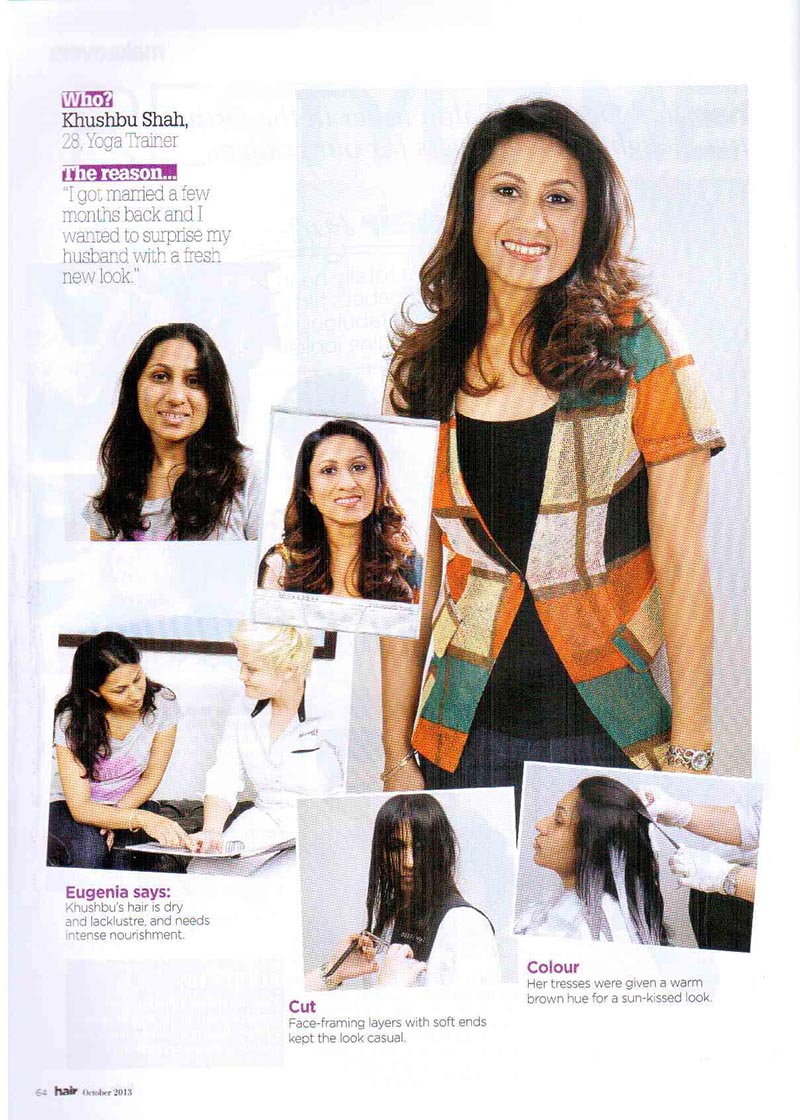 Who?
Khushbu Shah,
28, Yoga Trainer
The reason...
"I got married a few
months back and I
wanted to surprise my
husband with a fresh
new look."
Eugenia says:
Khushbu's hair is dry
and lacklustre, and needs
intense nourishment.
Cut
Face-framing layers with soft ends
kept the look casual.
Colour
Her tresses were given a warm
brown hue for a sun-kissed look.
64 hair October 2013